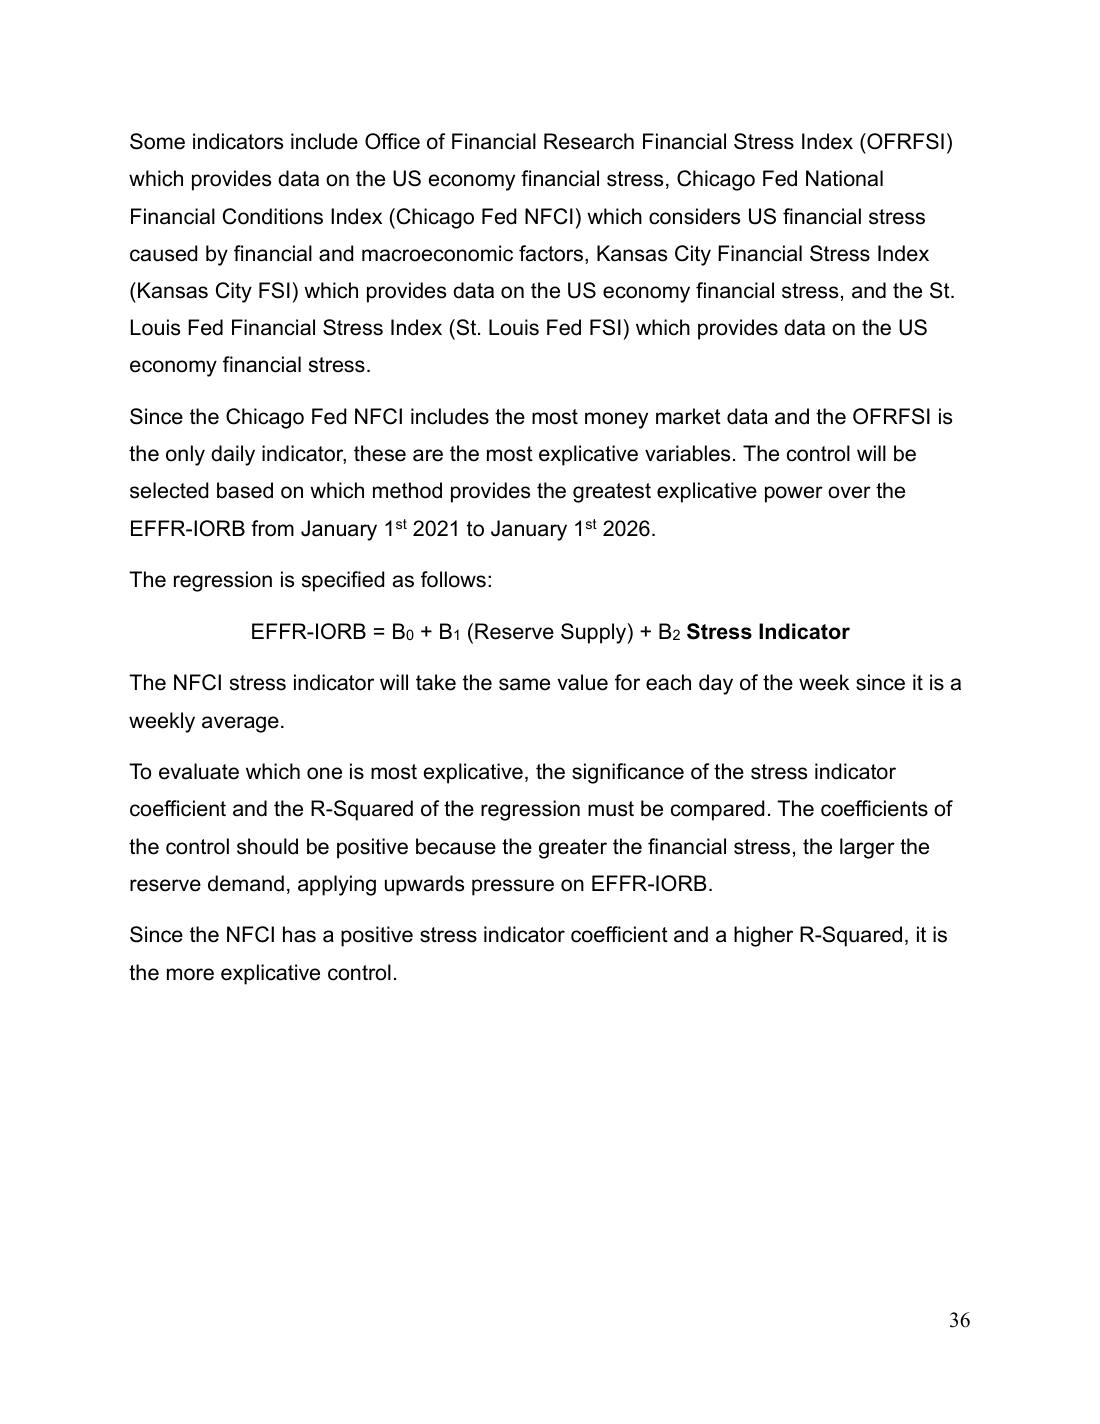 Some indicators include Office of Financial Research Financial Stress Index (OFRFSI)
which provides data on the US economy financial stress, Chicago Fed National
Financial Conditions Index (Chicago Fed NFCI) which considers US financial stress
caused by financial and macroeconomic factors, Kansas City Financial Stress Index
(Kansas City FSI) which provides data on the US economy financial stress, and the St.
Louis Fed Financial Stress Index (St. Louis Fed FSI) which provides data on the US
economy financial stress.
Since the Chicago Fed NFCI includes the most money market data and the OFRFSI is
the only daily indicator, these are the most explicative variables. The control will be
selected based on which method provides the greatest explicative power over the
EFFR-IORB from January 1st 2021 to January 1st 2026.
The regression is specified as follows:
EFFR-IORB = B0 + B1 (Reserve Supply) + B2 Stress Indicator
The NFCI stress indicator will take the same value for each day of the week since it is a
weekly average.
To evaluate which one is most explicative, the significance of the stress indicator
coefficient and the R-Squared of the regression must be compared. The coefficients of
the control should be positive because the greater the financial stress, the larger the
reserve demand, applying upwards pressure on EFFR-IORB.
Since the NFCI has a positive stress indicator coefficient and a higher R-Squared, it is
the more explicative control.
36